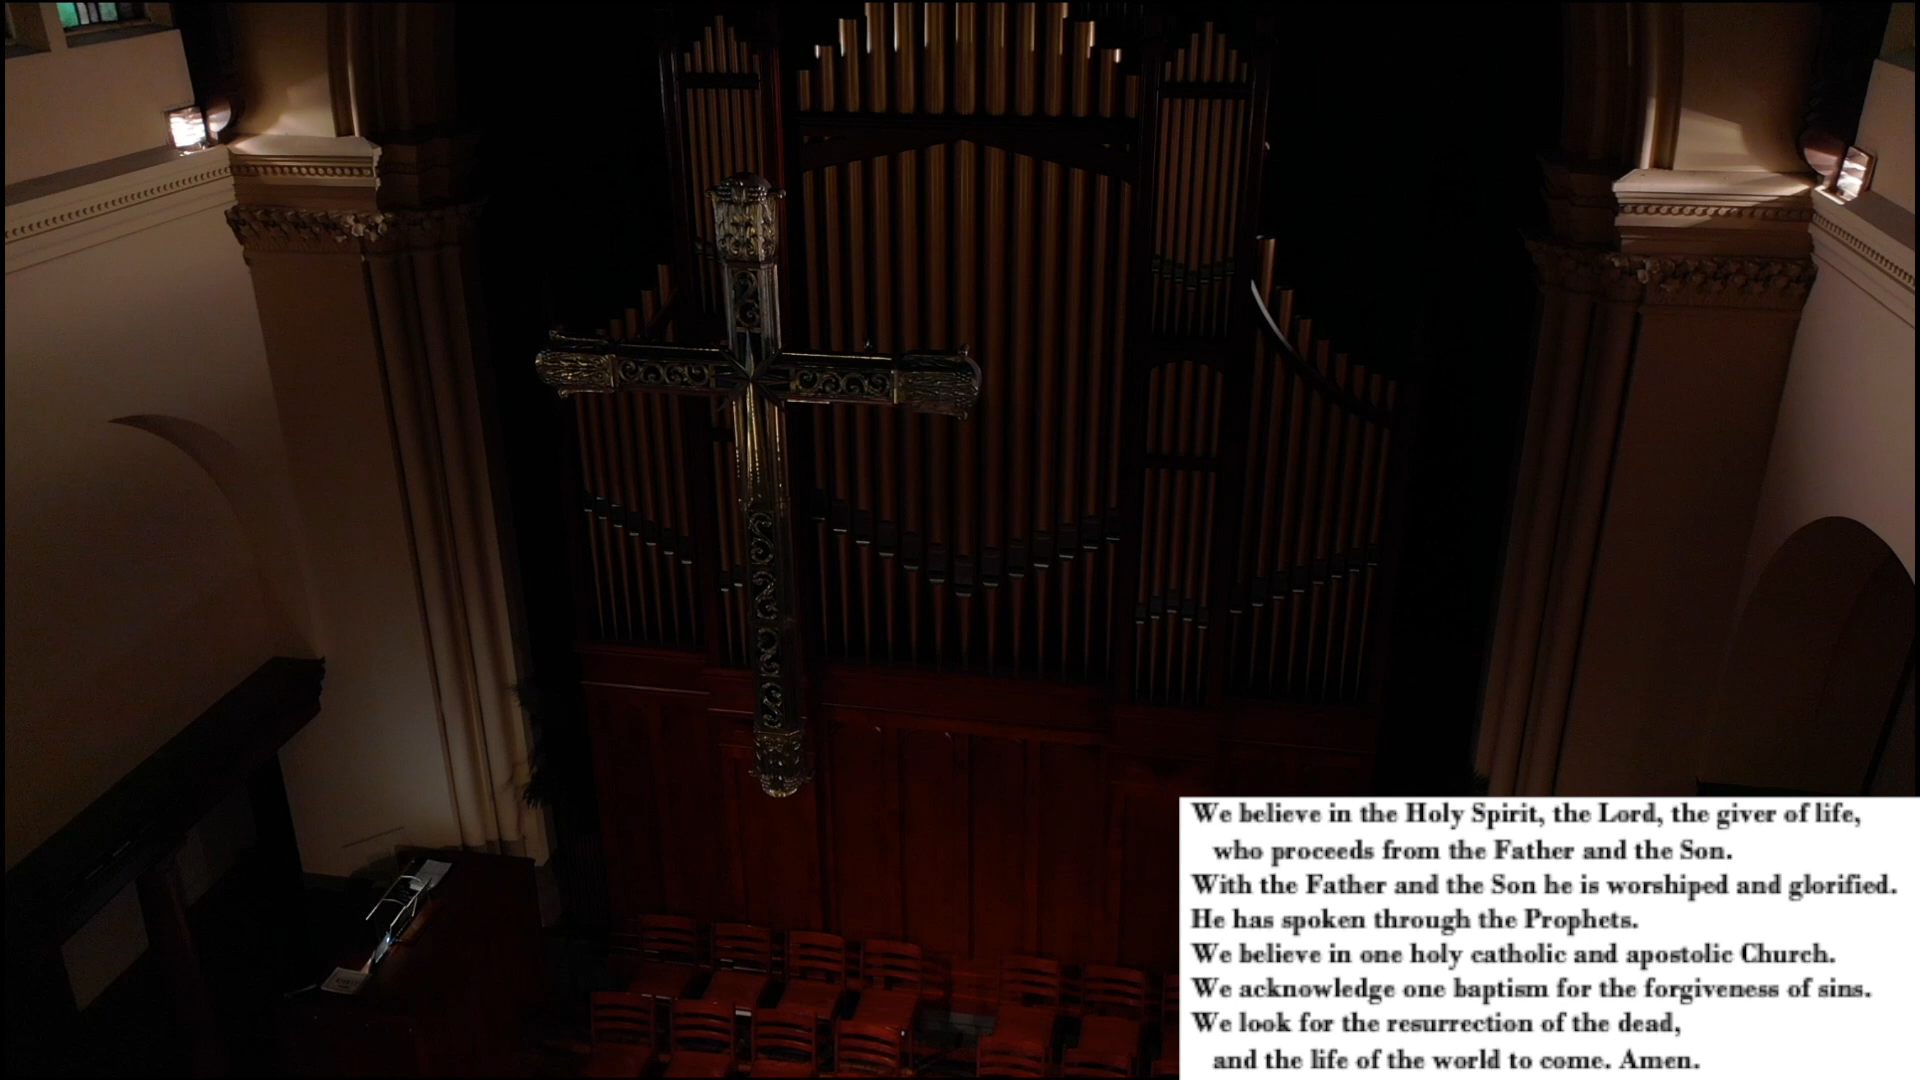 We believe in the Holy Spirit, the Lord, the giver of life,
who proceeds from the Father and the Son.
With the Father and the Son he is worshiped and glorified.
He has spoken through the Prophets.
We believe in one holy catholic and apostolic Church.
We acknowledge one baptism for the forgiveness of sins.
We look for the resurrection of the dead,
and the life of the world to come. Amen.